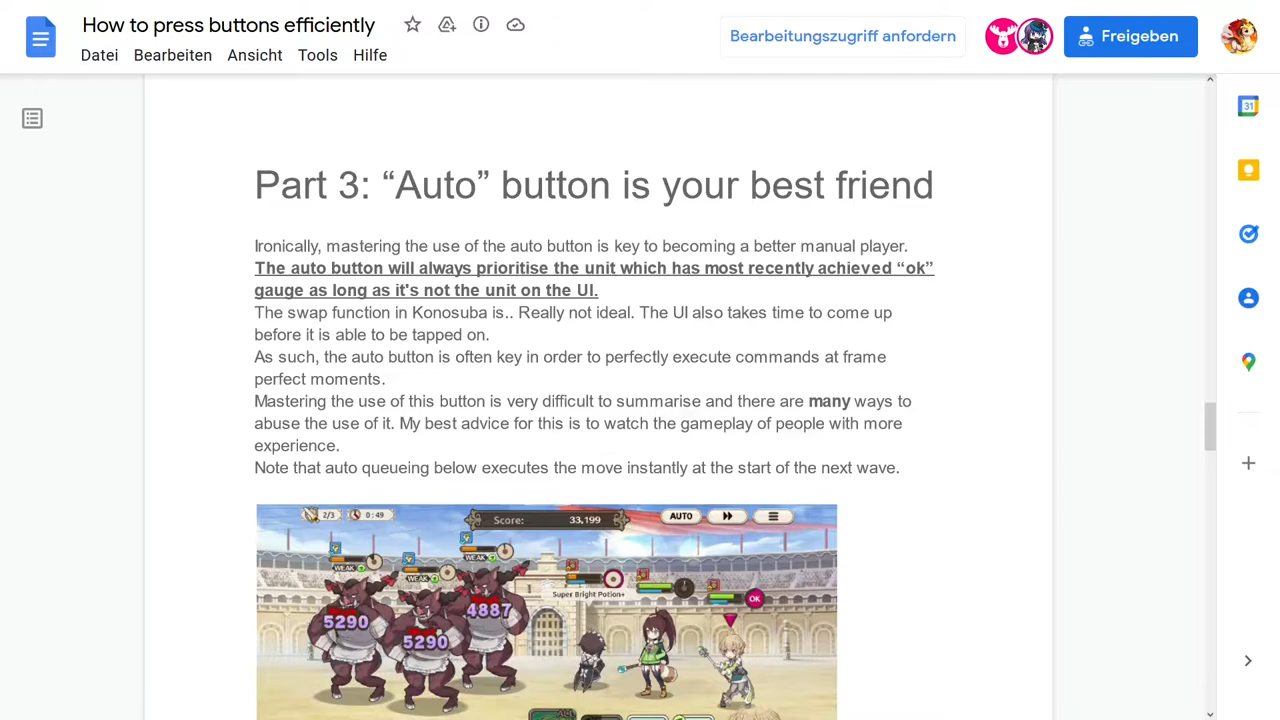 How to press buttons efficiently
Datei Bearbeiten Ansicht Tools Hilfe
Bearbeitungszugriff anfordern
Freigeben
31
Part 3: “Auto” button is your best friend
Ironically, mastering the use of the auto button is key to becoming a better manual player.
The auto button will always prioritise the unit which has most recently achieved “ok”
gauge as long as it's not the unit on the UI.
The swap function in Konosuba is.. Really not ideal. The UI also takes time to come up
before it is able to be tapped on.
As such, the auto button is often key in order to perfectly execute commands at frame
perfect moments.
Mastering the use of this button is very difficult to summarise and there are many ways to
abuse the use of it. My best advice for this is to watch the gameplay of people with more
experience.
Note that auto queueing below executes the move instantly at the start of the next wave.
2/3 0:49 Score: 33,199 AUTO
WEAK WEAK WEAK
Super Bright Potion+
OK
5290 5290 4887